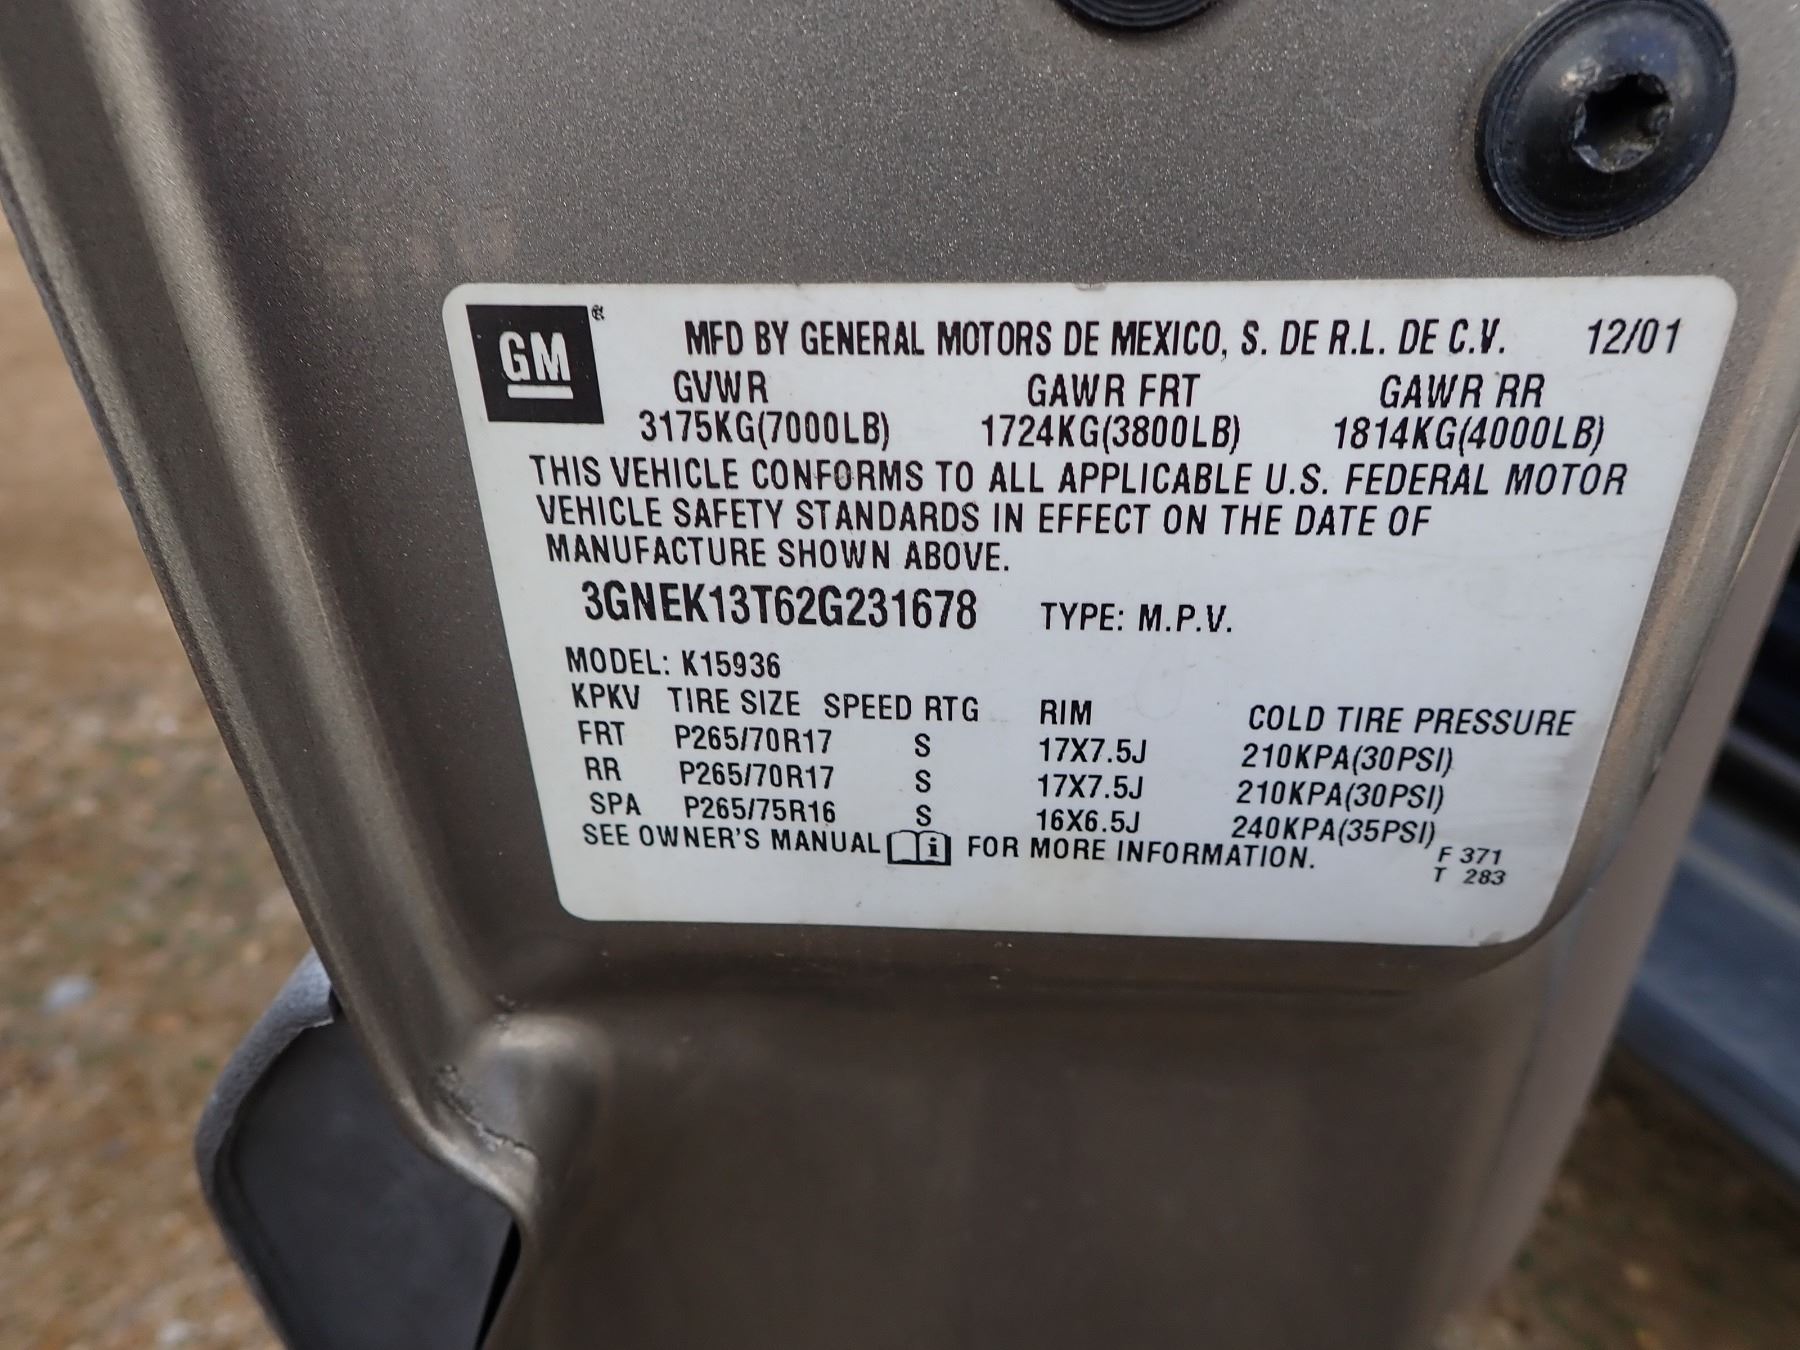 GM
MFD BY GENERAL MOTORS DE MEXICO, S. DE R.L. DE C.V. 12/01
GVWR GAWR FRT GAWR RR
3175KG(7000LB) 1724KG(3800LB) 1814KG(4000LB)
THIS VEHICLE CONFORMS TO ALL APPLICABLE U.S. FEDERAL MOTOR
VEHICLE SAFETY STANDARDS IN EFFECT ON THE DATE OF
MANUFACTURE SHOWN ABOVE.
3GNEK13T62G231678 TYPE: M.P.V.
MODEL: K15936
KPKV TIRE SIZE SPEED RTG RIM COLD TIRE PRESSURE
FRT P265/70R17 S 17X7.5J 210KPA(30PSI)
RR P265/70R17 S 17X7.5J 210KPA(30PSI)
SPA P265/75R16 S 16X6.5J 240KPA(35PSI)
SEE OWNER'S MANUAL i FOR MORE INFORMATION.
F 371
T 283